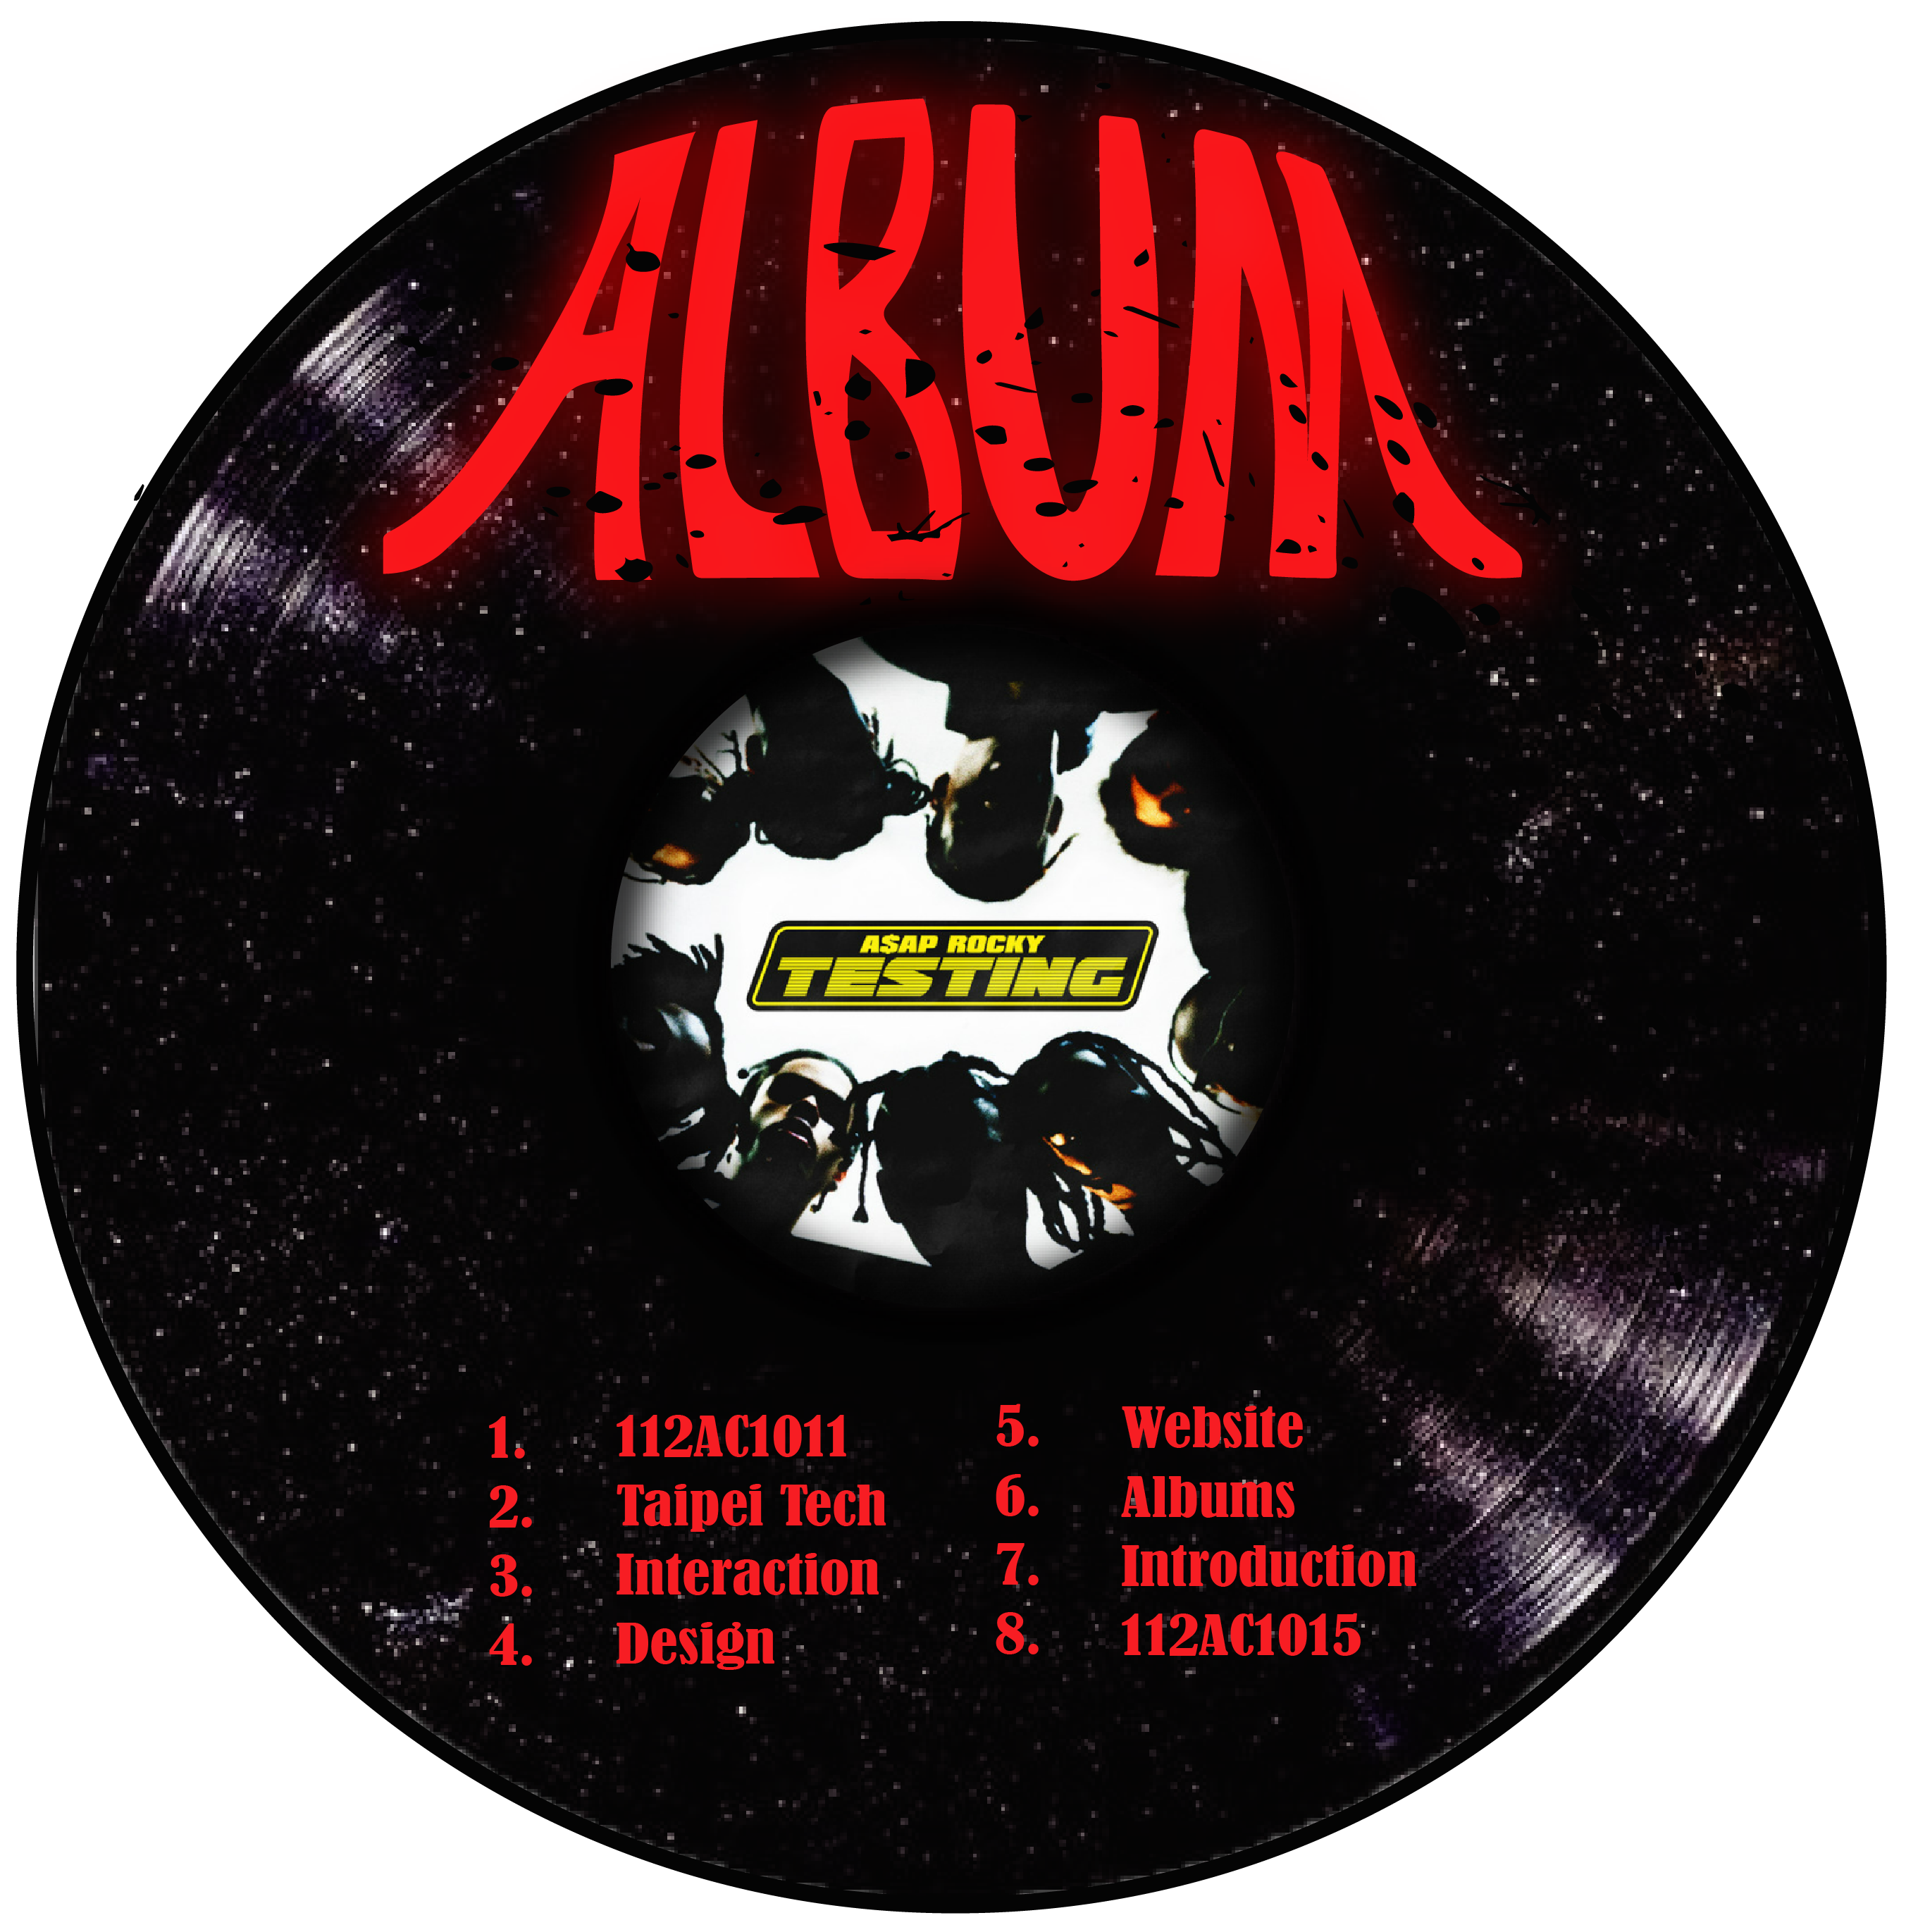 ALBUM
A$AP ROCKY
TESTING
1. 112AC1011
2. Taipei Tech
3. Interaction
4. Design
5. Website
6. Albums
7. Introduction
8. 112AC1015